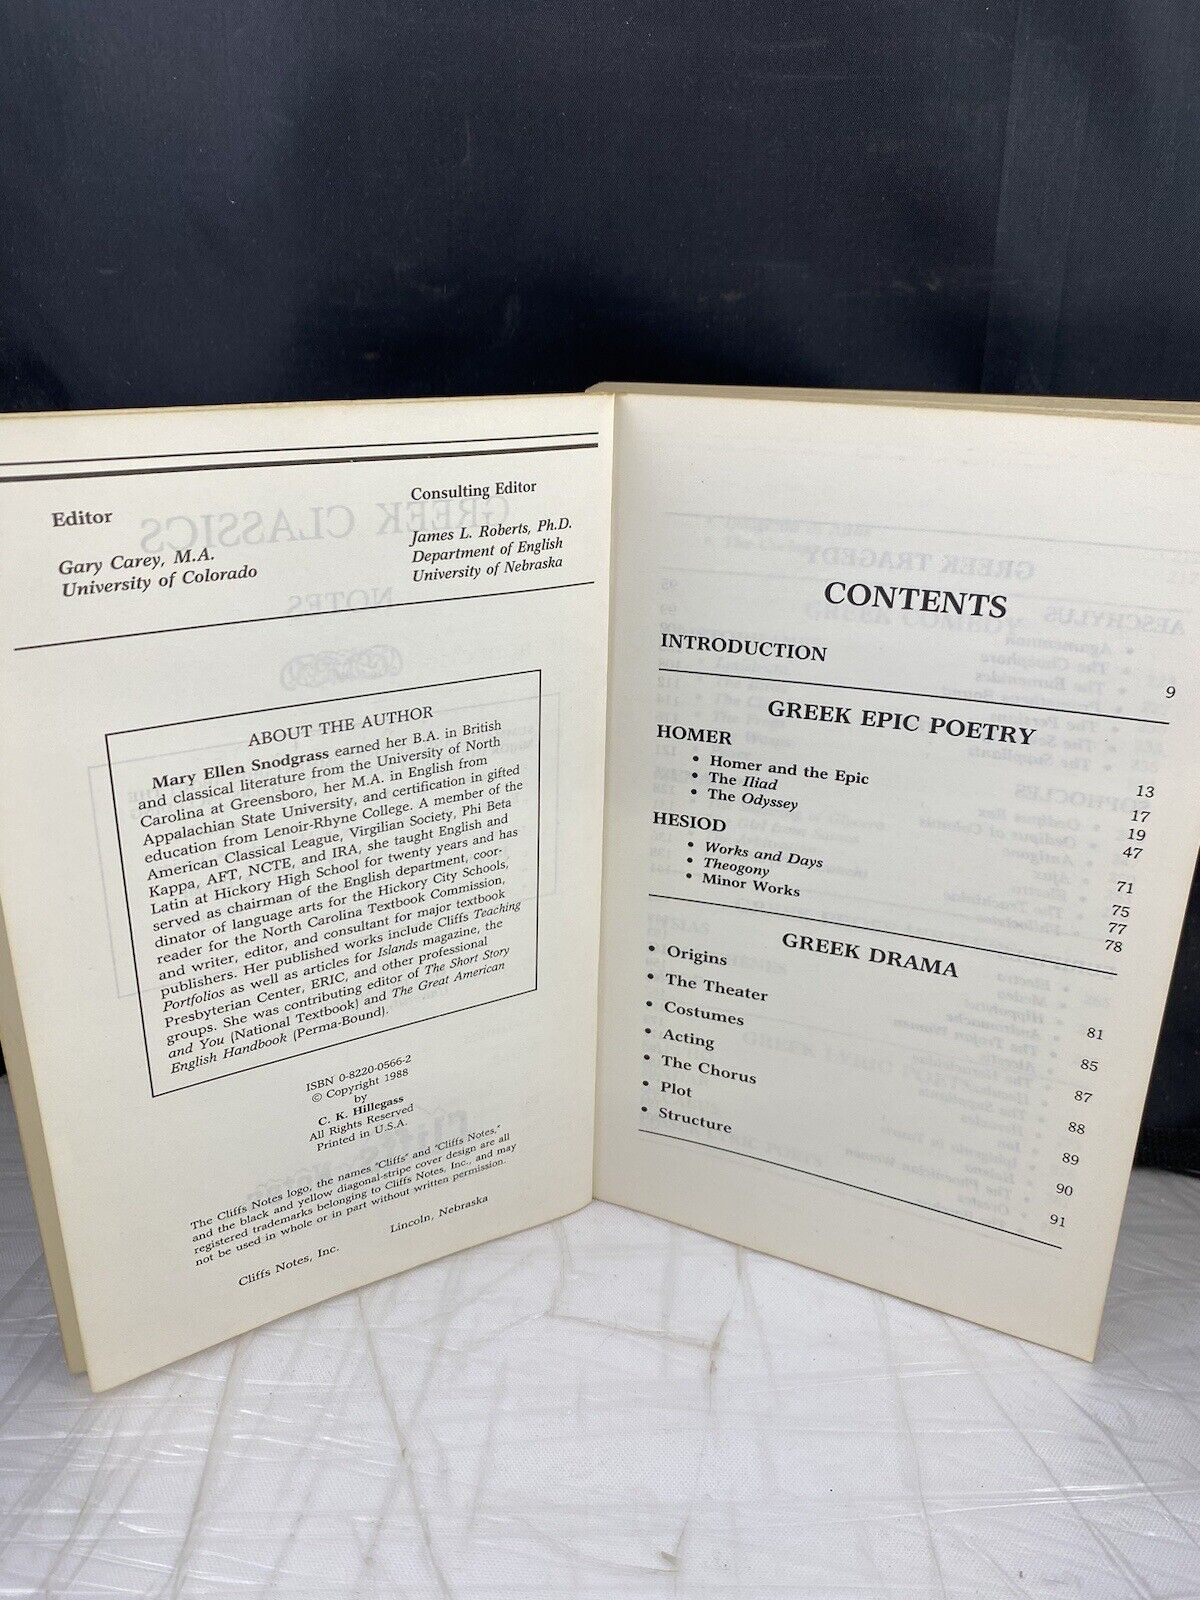 Editor
Gary Carey, M.A.
University of Colorado
Consulting Editor
James L. Roberts, Ph.D.
Department of English
University of Nebraska
ABOUT THE AUTHOR
Mary Ellen Snodgrass earned her B.A. in British
and classical literature from the University of North
Carolina at Greensboro, her M.A. in English from
Appalachian State University, and certification in gifted
education from Lenoir-Rhyne College. A member of the
American Classical League, Virgilian Society, Phi Beta
Kappa, AFT, NCTE, and IRA, she taught English and
Latin at Hickory High School for twenty years and has
served as chairman of the English department, coor-
dinator of language arts for the Hickory City Schools,
reader for the North Carolina Textbook Commission,
and writer, editor, and consultant for major textbook
publishers. Her published works include Cliffs Teaching
Portfolios as well as articles for Islands magazine, the
Presbyterian Center, ERIC, and other professional
groups. She was contributing editor of The Short Story
and You (National Textbook) and The Great American
English Handbook (Perma-Bound).
ISBN 0-8220-0566-2
© Copyright 1988
by
C. K. Hillegass
All Rights Reserved
Printed in U.S.A.
The Cliffs Notes logo, the names "Cliffs" and "Cliffs Notes,"
and the black and yellow diagonal-stripe cover design are all
registered trademarks belonging to Cliffs Notes, Inc., and may
not be used in whole or in part without written permission.
Cliffs Notes, Inc. Lincoln, Nebraska
CONTENTS
INTRODUCTION 9
GREEK EPIC POETRY
HOMER 13
• Homer and the Epic 17
• The Iliad 19
• The Odyssey 47
HESIOD 71
• Works and Days 75
• Theogony 77
• Minor Works 78
GREEK DRAMA
• Origins 81
• The Theater 85
• Costumes 87
• Acting 88
• The Chorus 89
• Plot 90
• Structure 91